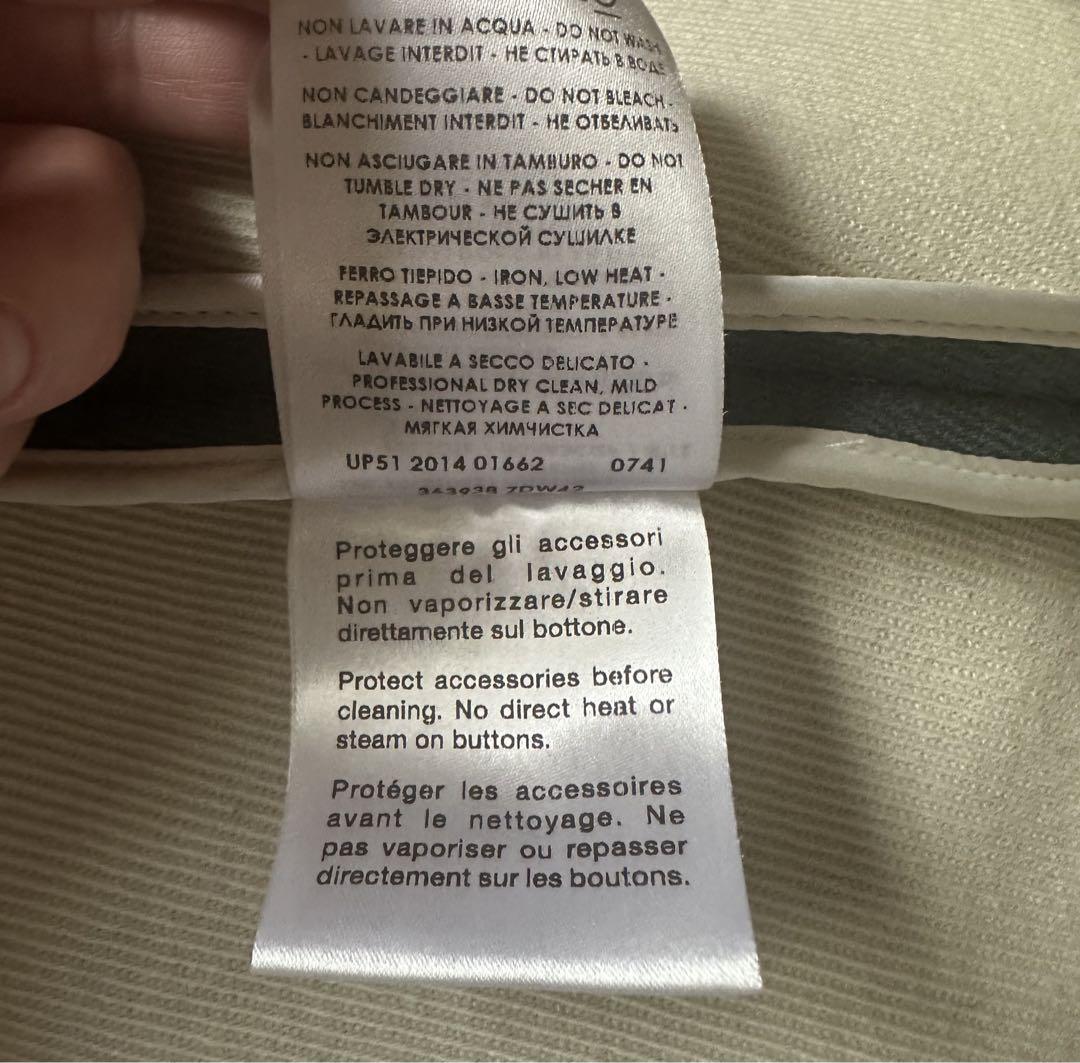 NON LAVARE IN ACQUA - DO NOT WASH
- LAVAGE INTERDIT - НЕ СТИРАТЬ В ВОДЕ
NON CANDEGGIARE - DO NOT BLEACH -
BLANCHIMENT INTERDIT - НЕ ОТБЕЛИВАТЬ
NON ASCIUGARE IN TAMBURO - DO NOT
TUMBLE DRY - NE PAS SECHER EN
TAMBOUR - НЕ СУШИТЬ В
ЭЛЕКТРИЧЕСКОЙ СУШИЛКЕ
FERRO TIEPIDO - IRON, LOW HEAT -
REPASSAGE A BASSE TEMPERATURE -
ГЛАДИТЬ ПРИ НИЗКОЙ ТЕМПЕРАТУРЕ
LAVABILE A SECCO DELICATO -
PROFESSIONAL DRY CLEAN, MILD
PROCESS - NETTOYAGE A SEC DELICAT -
МЯГКАЯ ХИМЧИСТКА
UP51 2014 01662 0741
Proteggere gli accessori
prima del lavaggio.
Non vaporizzare/stirare
direttamente sul bottone.
Protect accessories before
cleaning. No direct heat or
steam on buttons.
Protéger les accessoires
avant le nettoyage. Ne
pas vaporiser ou repasser
directement sur les boutons.